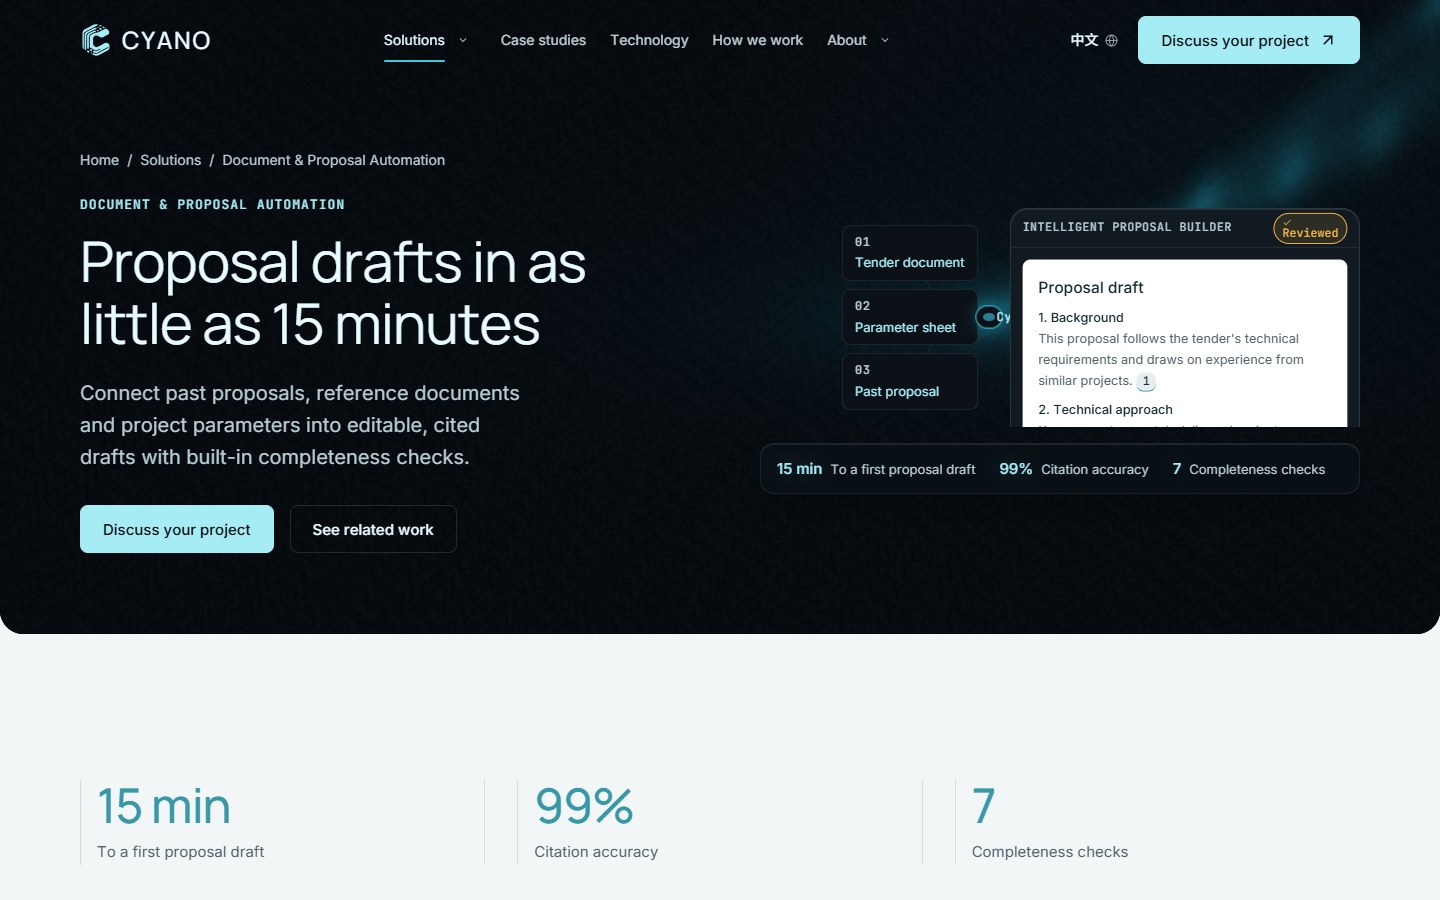 CYANO
Solutions
Case studies
Technology
How we work
About
中文
Discuss your project
Home / Solutions / Document & Proposal Automation
DOCUMENT & PROPOSAL AUTOMATION
Proposal drafts in as
little as 15 minutes
Connect past proposals, reference documents
and project parameters into editable, cited
drafts with built-in completeness checks.
Discuss your project
See related work
01
Tender document
02
Parameter sheet
03
Past proposal
Cy
INTELLIGENT PROPOSAL BUILDER
✓
Reviewed
Proposal draft
1. Background
This proposal follows the tender's technical
requirements and draws on experience from
similar projects. 1
2. Technical approach
15 min To a first proposal draft
99% Citation accuracy
7 Completeness checks
15 min
To a first proposal draft
99%
Citation accuracy
7
Completeness checks